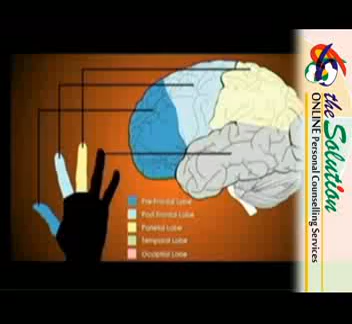 Pre Frontal Lobe
Post Frontal Lobe
Parietal Lobe
Temporal Lobe
Occipital Lobe
the Solution
ONLINE Personal Counselling Services